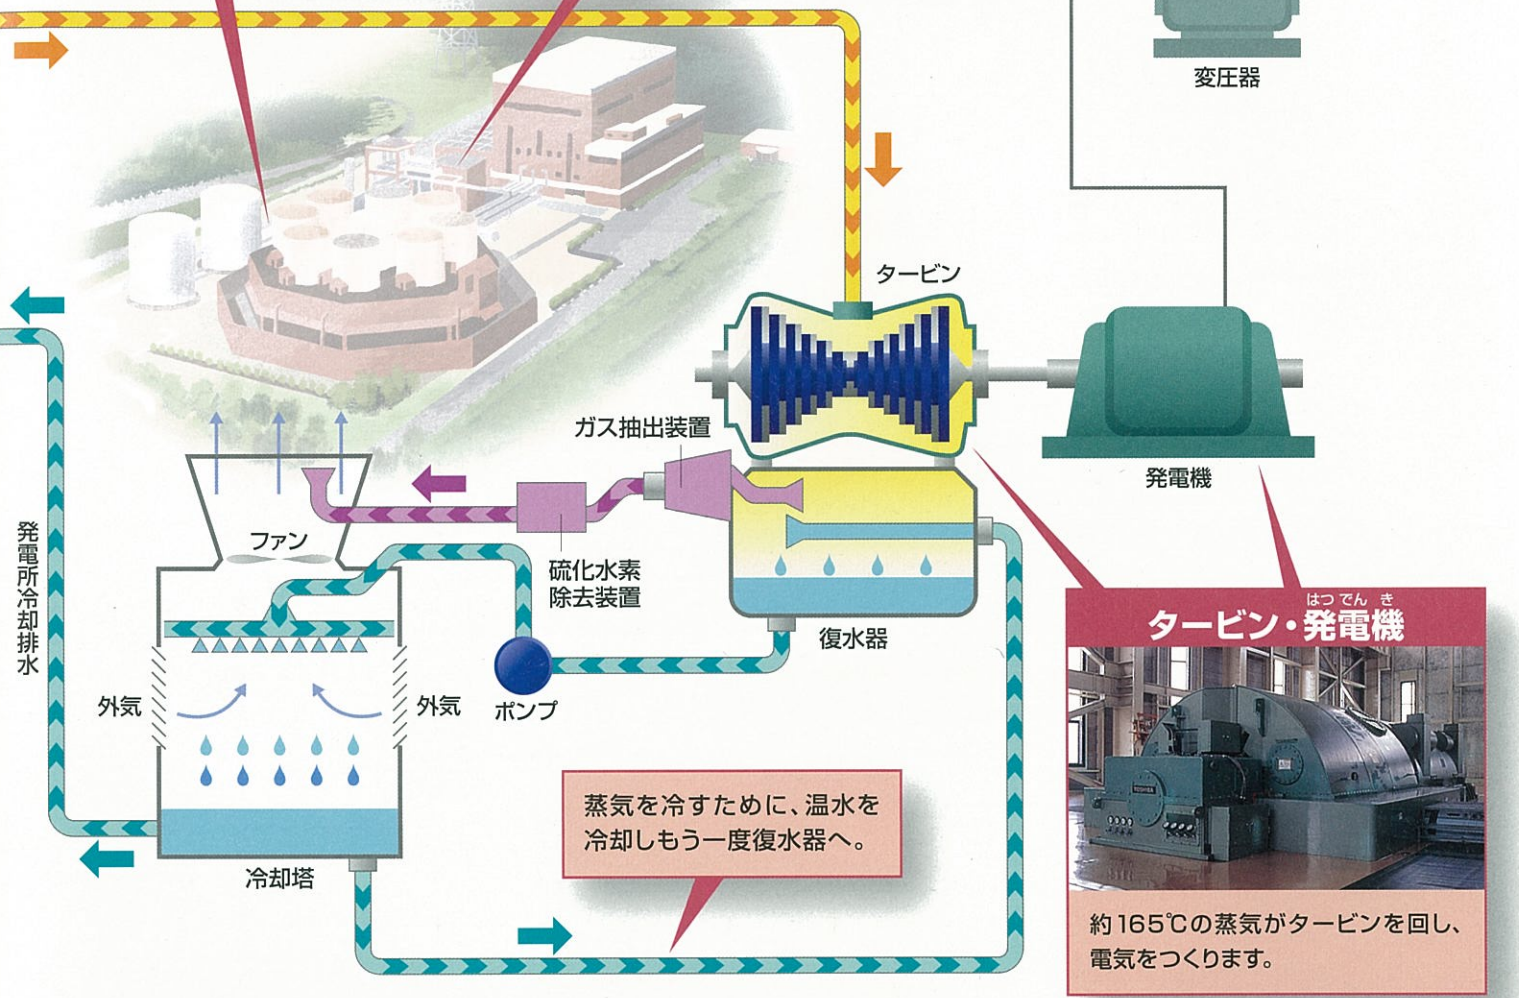 変圧器
タービン
ガス抽出装置
発電機
発電所冷却排水
ファン
硫化水素
除去装置
復水器
外気
外気
ポンプ
冷却塔
蒸気を冷すために、温水を
冷却しもう一度復水器へ。
はつ でん き
タービン・発電機
TOSHIBA
約165℃の蒸気がタービンを回し、
電気をつくります。